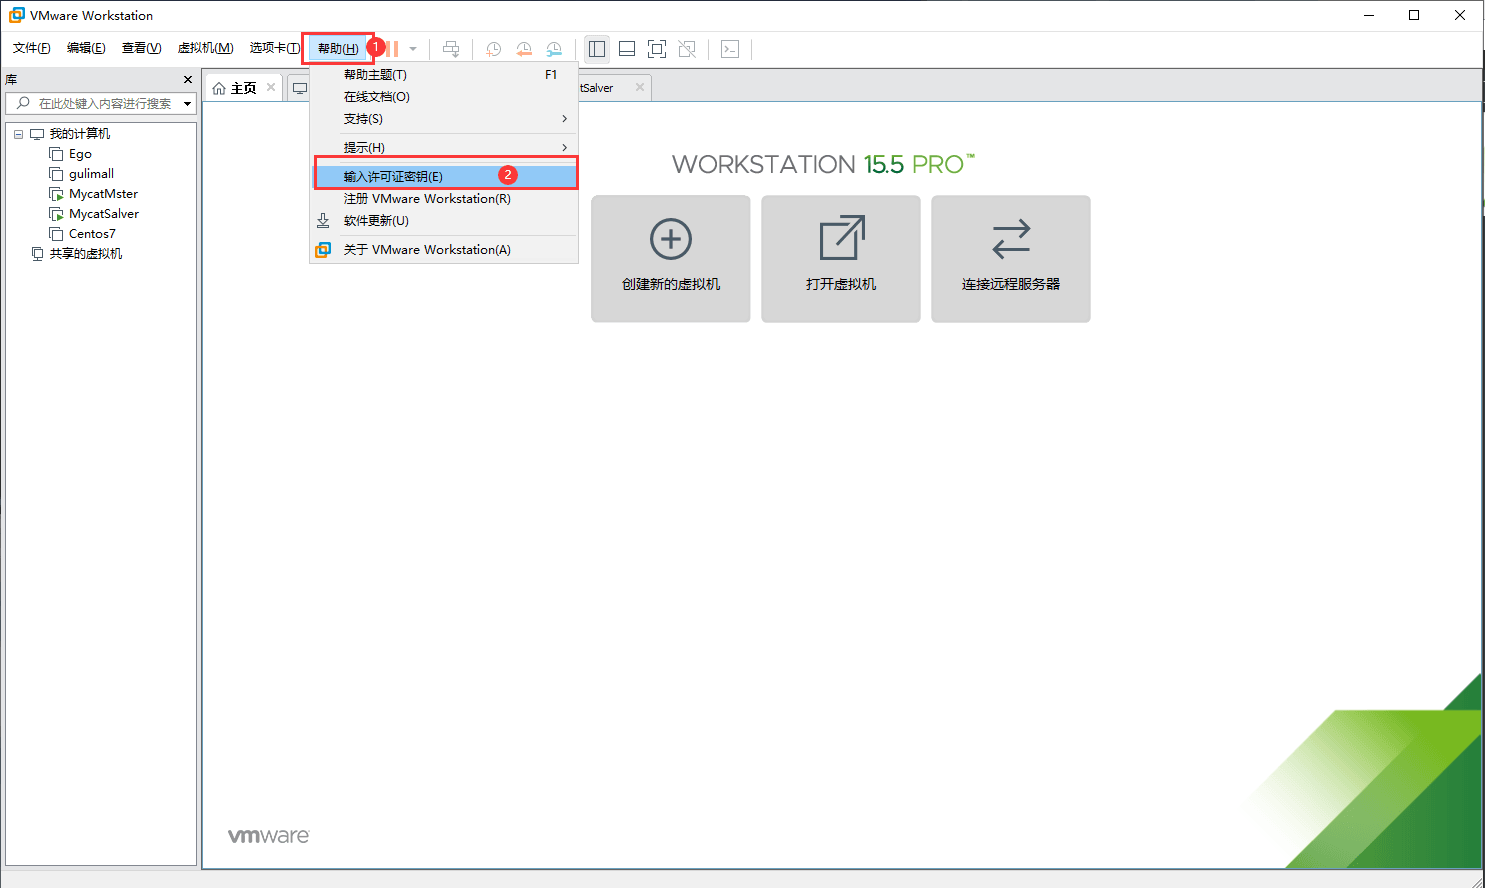 VMware Workstation
文件(F) 编辑(E) 查看(V) 虚拟机(M) 选项卡(T) 帮助(H) 1
库
在此处键入内容进行搜索
我的计算机
Ego
gulimall
MycatMster
MycatSalver
Centos7
共享的虚拟机
主页
tSalver
帮助主题(T) F1
在线文档(O)
支持(S)
提示(H)
输入许可证密钥(E) 2
注册 VMware Workstation(R)
软件更新(U)
关于 VMware Workstation(A)
WORKSTATION 15.5 PRO™
创建新的虚拟机
打开虚拟机
连接远程服务器
vmware